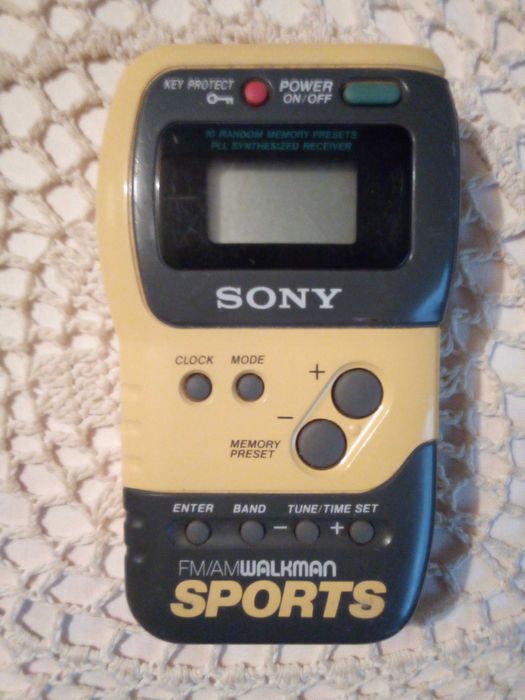 KEY PROTECT
POWER
ON/OFF
10 RANDOM MEMORY PRESETS
PLL SYNTHESIZED RECEIVER
SONY
CLOCK MODE
+
−
MEMORY
PRESET
ENTER BAND TUNE/TIME SET
− +
FM/AM WALKMAN
SPORTS